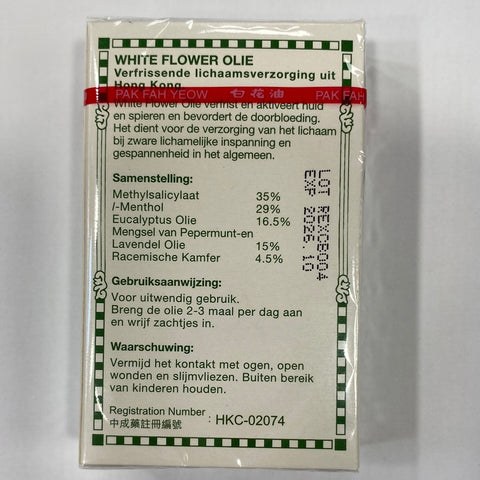 WHITE FLOWER OLIE
Verfrissende lichaamsverzorging uit
Hong Kong
PAK FAH YEOW 白花油 PAK FAH
White Flower Olie verfrist en aktiveert huid
en spieren en bevordert de doorbloeding.
Het dient voor de verzorging van het lichaam
bij zware lichamelijke inspanning en
gespannenheid in het algemeen.
Samenstelling:
Methylsalicylaat 35%
l-Menthol 29%
Eucalyptus Olie 16.5%
Mengsel van Pepermunt-en
Lavendel Olie 15%
Racemische Kamfer 4.5%
LOT REXCB004
EXP 2026.10
Gebruiksaanwijzing:
Voor uitwendig gebruik.
Breng de olie 2-3 maal per dag aan
en wrijf zachtjes in.
Waarschuwing:
Vermijd het kontakt met ogen, open
wonden en slijmvliezen. Buiten bereik
van kinderen houden.
Registration Number
中成藥註冊編號 : HKC-02074